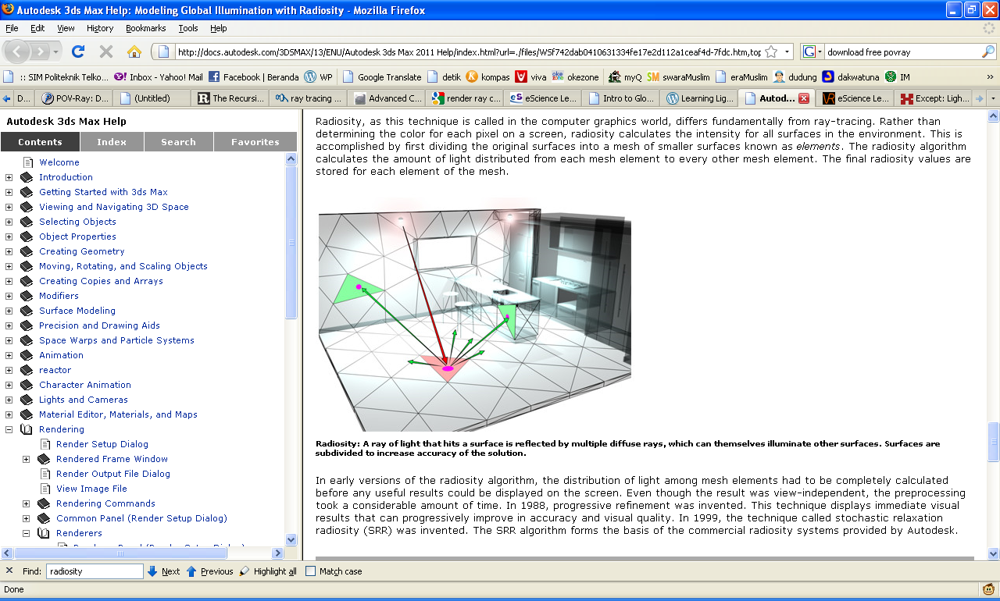 Autodesk 3ds Max Help: Modeling Global Illumination with Radiosity - Mozilla Firefox
File Edit View History Bookmarks Tools Help
http://docs.autodesk.com/3DSMAX/13/ENU/Autodesk 3ds Max 2011 Help/index.html?url=./files/
download free povray
:: SIM Politeknik Telko... Inbox - Yahoo! Mail Facebook | Beranda WP Google Translate detik kompas viva okezone myQ swaraMuslim eraMuslim dudung dakwatuna IM »
D... POV-Ray: D... (Untitled) The Recursi... ray tracing ... Advanced C... render ray c... eScience Le... Intro to Glo... Learning Lig... Autod... eScience Le... Except: Ligh...
Autodesk 3ds Max Help
Contents Index Search Favorites
Welcome
Introduction
Getting Started with 3ds Max
Viewing and Navigating 3D Space
Selecting Objects
Object Properties
Creating Geometry
Moving, Rotating, and Scaling Objects
Creating Copies and Arrays
Modifiers
Surface Modeling
Precision and Drawing Aids
Space Warps and Particle Systems
Animation
reactor
Character Animation
Lights and Cameras
Material Editor, Materials, and Maps
Rendering
Render Setup Dialog
Rendered Frame Window
Render Output File Dialog
View Image File
Rendering Commands
Common Panel (Render Setup Dialog)
Renderers
Radiosity, as this technique is called in the computer graphics world, differs fundamentally from ray-tracing. Rather than
determining the color for each pixel on a screen, radiosity calculates the intensity for all surfaces in the environment. This is
accomplished by first dividing the original surfaces into a mesh of smaller surfaces known as elements. The radiosity algorithm
calculates the amount of light distributed from each mesh element to every other mesh element. The final radiosity values are
stored for each element of the mesh.
Radiosity: A ray of light that hits a surface is reflected by multiple diffuse rays, which can themselves illuminate other surfaces. Surfaces are
subdivided to increase accuracy of the solution.
In early versions of the radiosity algorithm, the distribution of light among mesh elements had to be completely calculated
before any useful results could be displayed on the screen. Even though the result was view-independent, the preprocessing
took a considerable amount of time. In 1988, progressive refinement was invented. This technique displays immediate visual
results that can progressively improve in accuracy and visual quality. In 1999, the technique called stochastic relaxation
radiosity (SRR) was invented. The SRR algorithm forms the basis of the commercial radiosity systems provided by Autodesk.
Find: radiosity Next Previous Highlight all Match case
Done